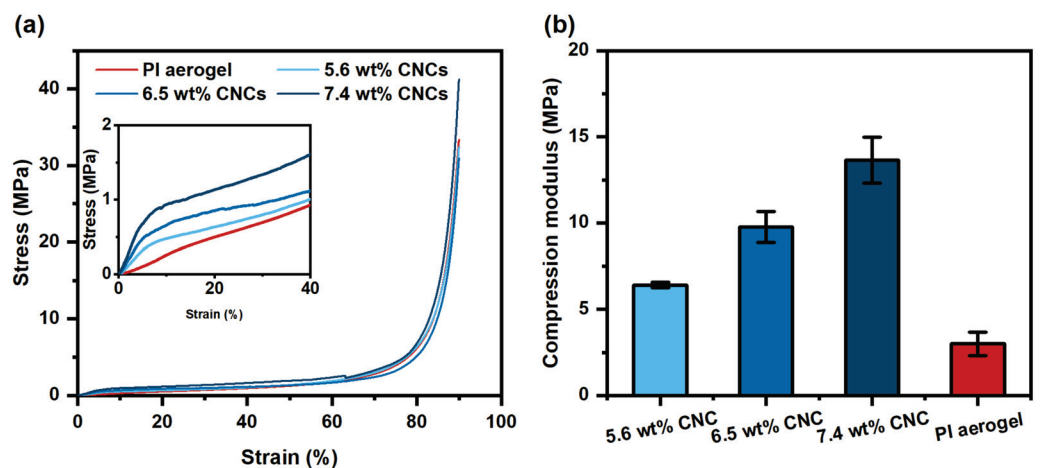 (a)
Stress (MPa)
40
30
20
10
0
PI aerogel
5.6 wt% CNCs
6.5 wt% CNCs
7.4 wt% CNCs
Stress (MPa)
2
1
0
0 20 40
Strain (%)
0 20 40 60 80 100
Strain (%)
(b)
Compression modulus (MPa)
20
15
10
5
0
5.6 wt% CNC
6.5 wt% CNC
7.4 wt% CNC
PI aerogel